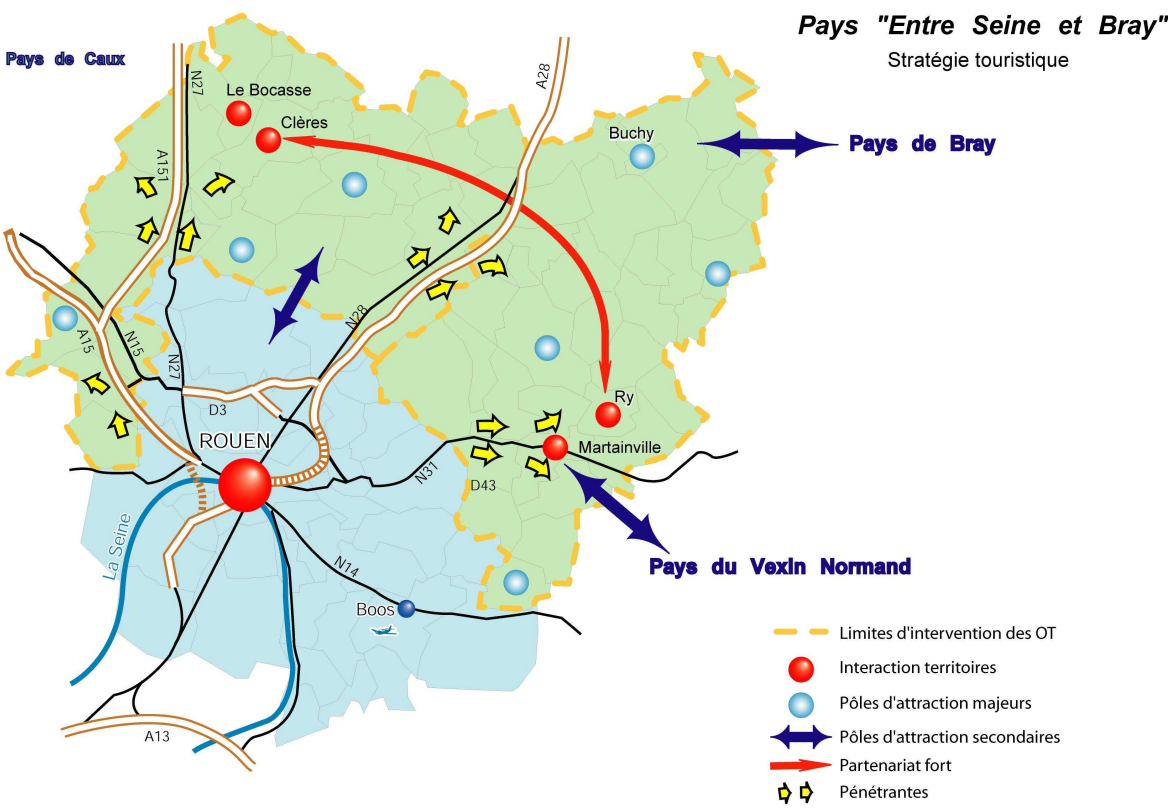 Pays "Entre Seine et Bray"
Stratégie touristique
Pays de Caux
N27
A28
Le Bocasse
Clères
Buchy
Pays de Bray
A151
A15
N15
N28
N27
D3
ROUEN
Ry
Martainville
N31
D43
La Seine
N14
Pays du Vexin Normand
Boos
A13
Limites d'intervention des OT
Interaction territoires
Pôles d'attraction majeurs
Pôles d'attraction secondaires
Partenariat fort
Pénétrantes